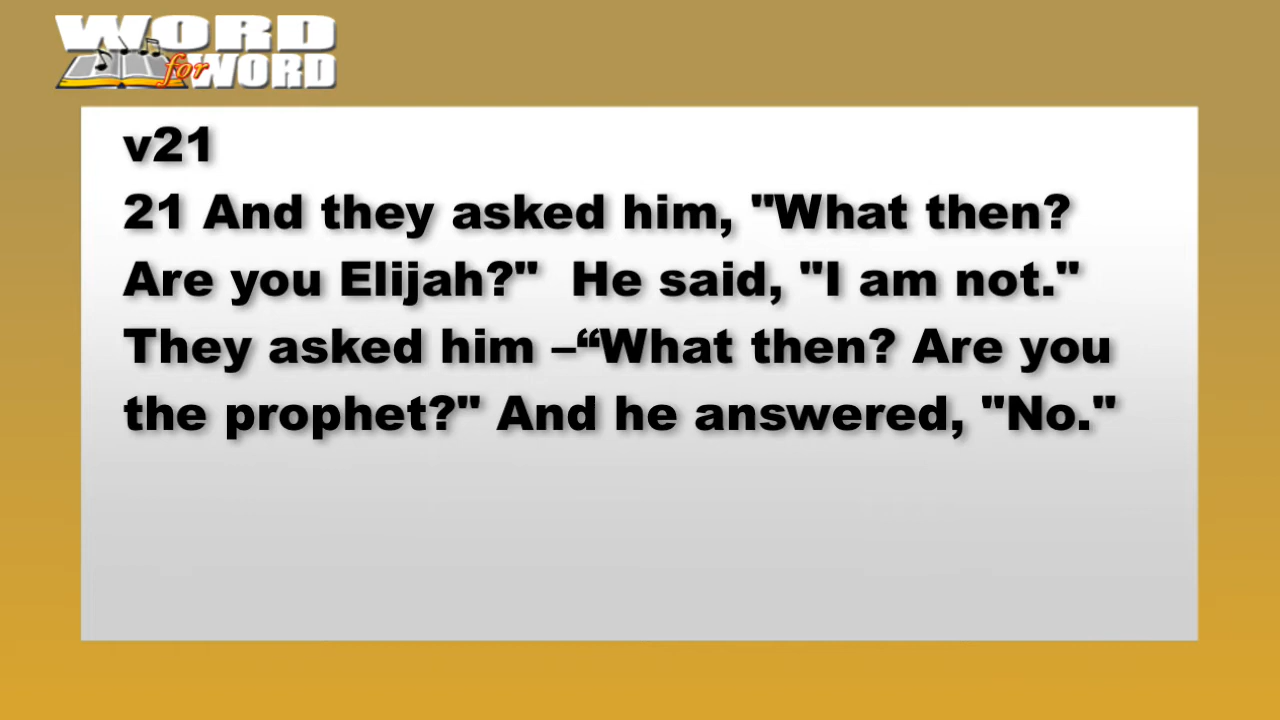 WORD
for WORD
v21
21 And they asked him, "What then?
Are you Elijah?"  He said, "I am not."
They asked him –“What then? Are you
the prophet?" And he answered, "No."